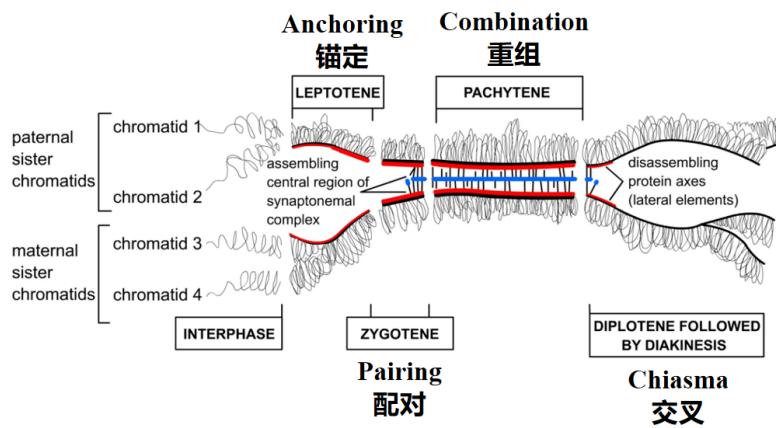 Anchoring
锚定
Combination
重组
LEPTOTENE
PACHYTENE
paternal
sister
chromatids
chromatid 1
chromatid 2
assembling
central region of
synaptonemal
complex
disassembling
protein axes
(lateral elements)
maternal
sister
chromatids
chromatid 3
chromatid 4
INTERPHASE
ZYGOTENE
DIPLOTENE FOLLOWED
BY DIAKINESIS
Pairing
配对
Chiasma
交叉